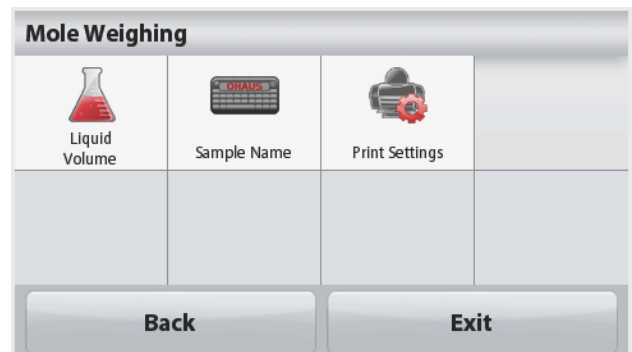 Mole Weighing
OHAUS
Liquid
Volume
Sample Name
Print Settings
Back
Exit